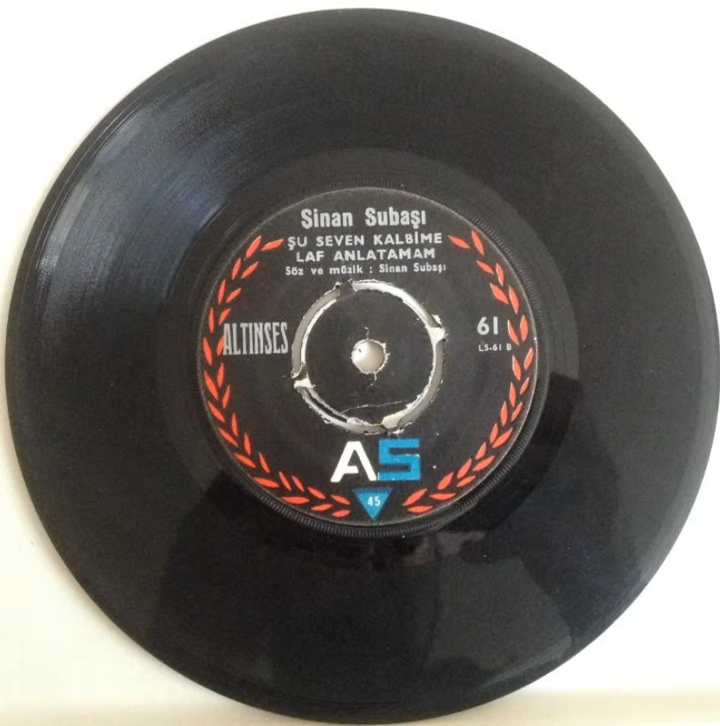 Sinan Subaşı
ŞU SEVEN KALBİME
LAF ANLATAMAM
Söz ve müzik : Sinan Subaşı
ALTINSES
61
LS-61 B
AS
45